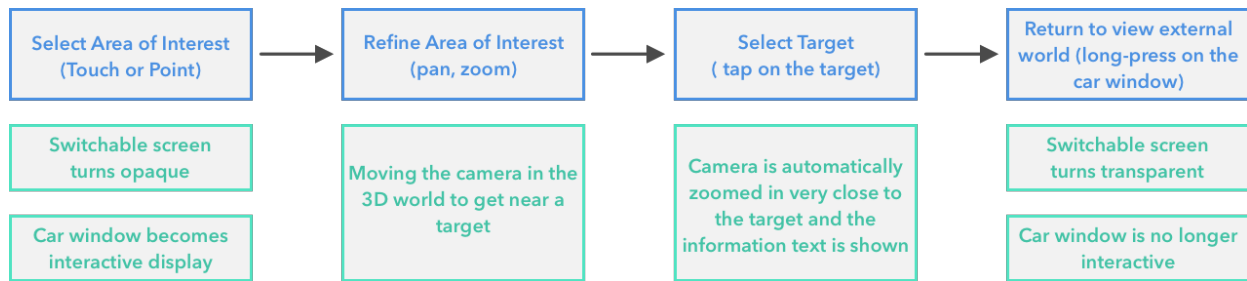 Select Area of Interest
(Touch or Point)
Refine Area of Interest
(pan, zoom)
Select Target
( tap on the target)
Return to view external
world (long-press on the
car window)
Switchable screen
turns opaque
Car window becomes
interactive display
Moving the camera in the
3D world to get near a
target
Camera is automatically
zoomed in very close to
the target and the
information text is shown
Switchable screen
turns transparent
Car window is no longer
interactive